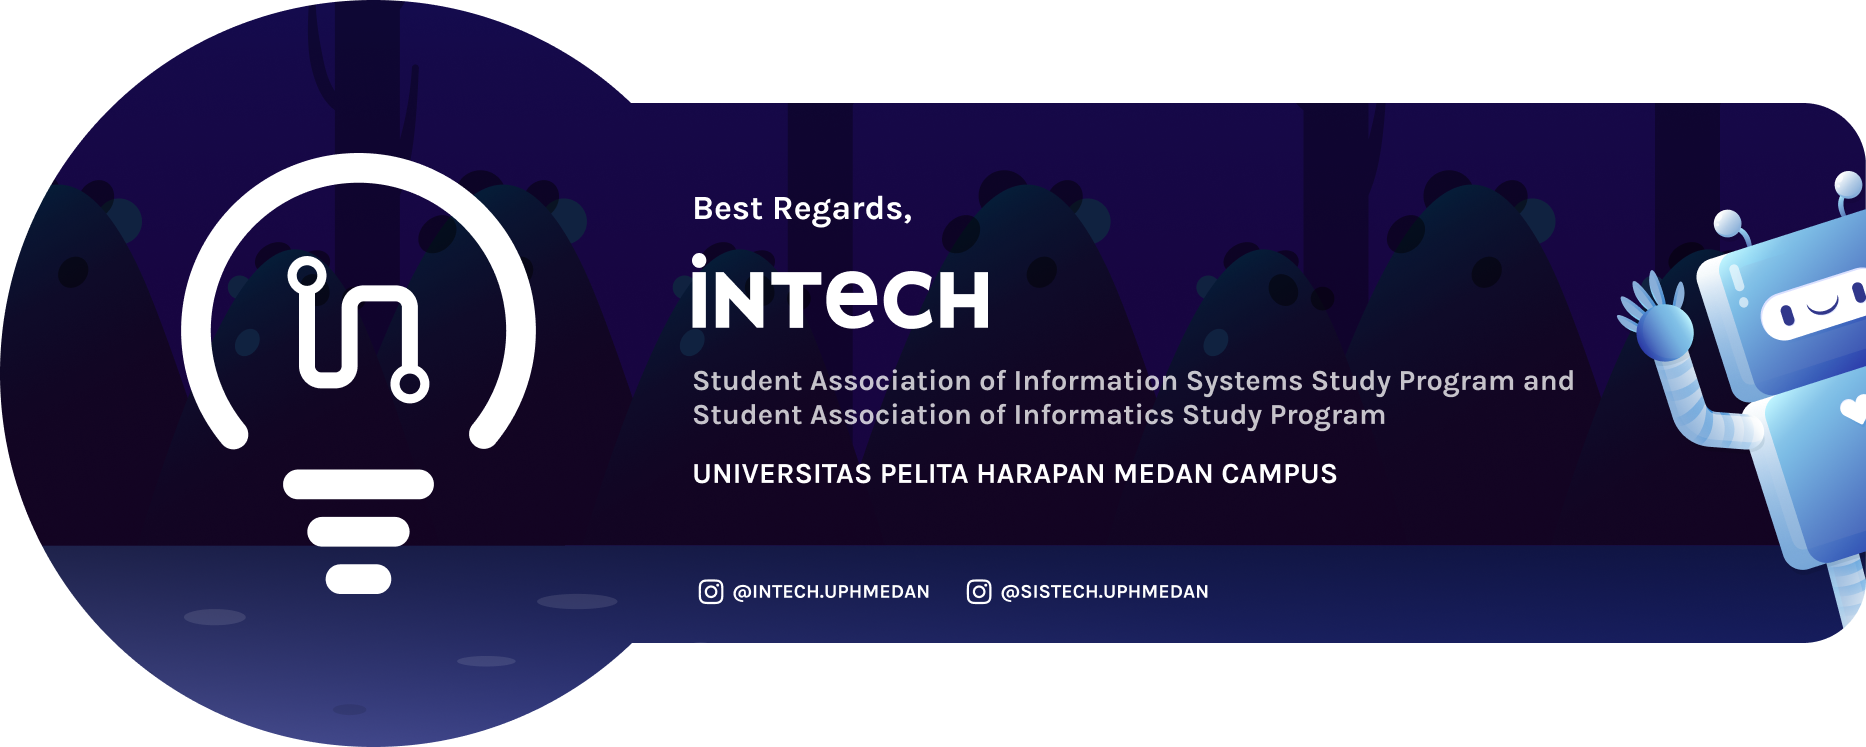 Best Regards,
iNTeCH
Student Association of Information Systems Study Program and
Student Association of Informatics Study Program
UNIVERSITAS PELITA HARAPAN MEDAN CAMPUS
@INTECH.UPHMEDAN @SISTECH.UPHMEDAN